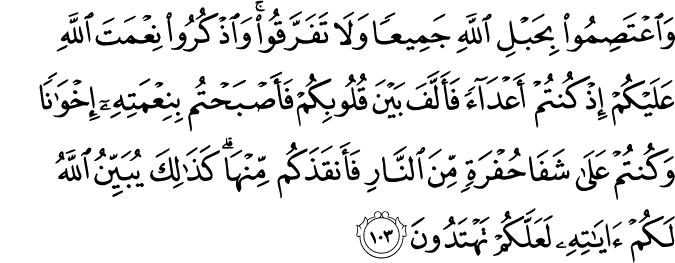 وَٱعۡتَصِمُواْ بِحَبۡلِ ٱللَّهِ جَمِيعٗا وَلَا تَفَرَّقُواْۚ وَٱذۡكُرُواْ نِعۡمَتَ ٱللَّهِ
عَلَيۡكُمۡ إِذۡ كُنتُمۡ أَعۡدَآءٗ فَأَلَّفَ بَيۡنَ قُلُوبِكُمۡ فَأَصۡبَحۡتُم بِنِعۡمَتِهِۦٓ إِخۡوَٰنٗا
وَكُنتُمۡ عَلَىٰ شَفَا حُفۡرَةٖ مِّنَ ٱلنَّارِ فَأَنقَذَكُم مِّنۡهَاۗ كَذَٰلِكَ يُبَيِّنُ ٱللَّهُ
لَكُمۡ ءَايَٰتِهِۦ لَعَلَّكُمۡ تَهۡتَدُونَ ١٠٣